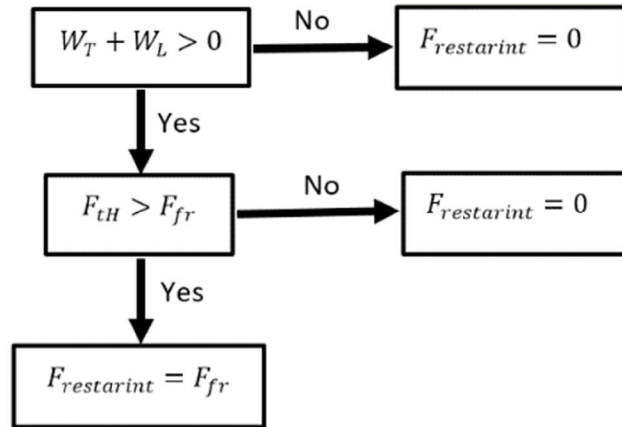 W_T + W_L > 0
No
F_restarint = 0
Yes
F_tH > F_fr
No
F_restarint = 0
Yes
F_restarint = F_fr